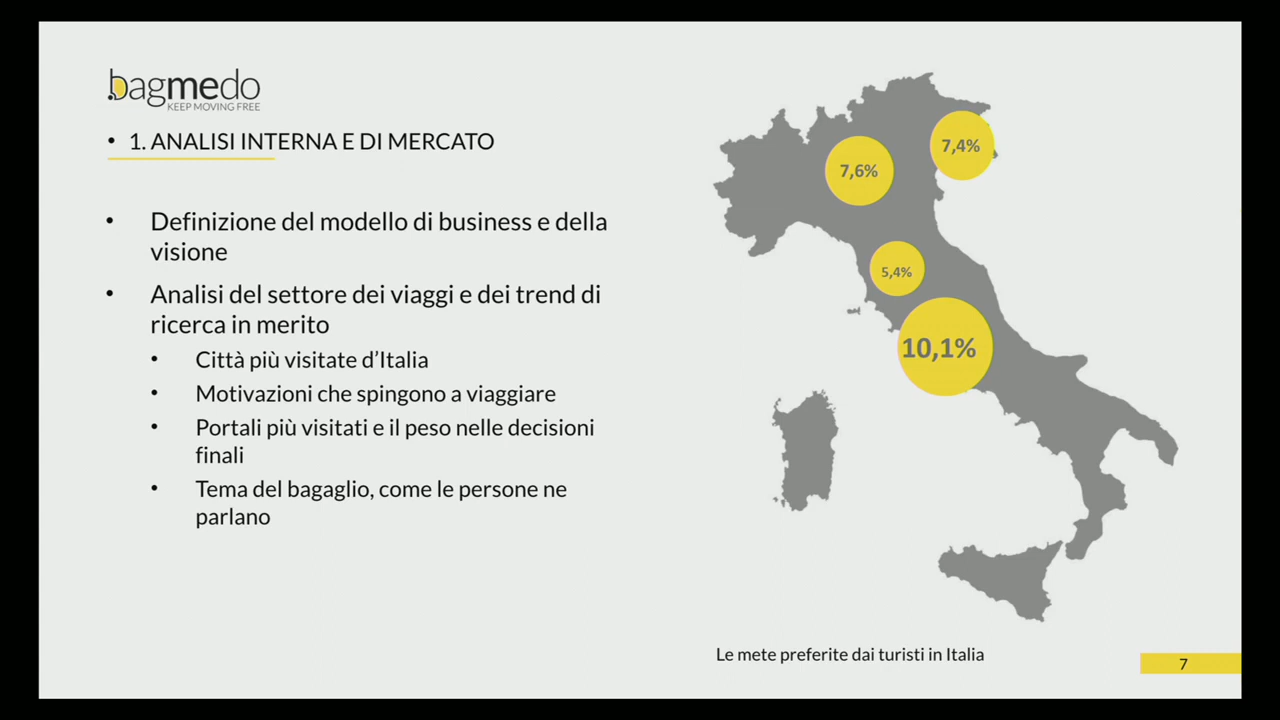 bagmedo
KEEP MOVING FREE
• 1. ANALISI INTERNA E DI MERCATO
• Definizione del modello di business e della
visione
• Analisi del settore dei viaggi e dei trend di
ricerca in merito
• Città più visitate d’Italia
• Motivazioni che spingono a viaggiare
• Portali più visitati e il peso nelle decisioni
finali
• Tema del bagaglio, come le persone ne
parlano
7,4%
7,6%
5,4%
10,1%
Le mete preferite dai turisti in Italia
7